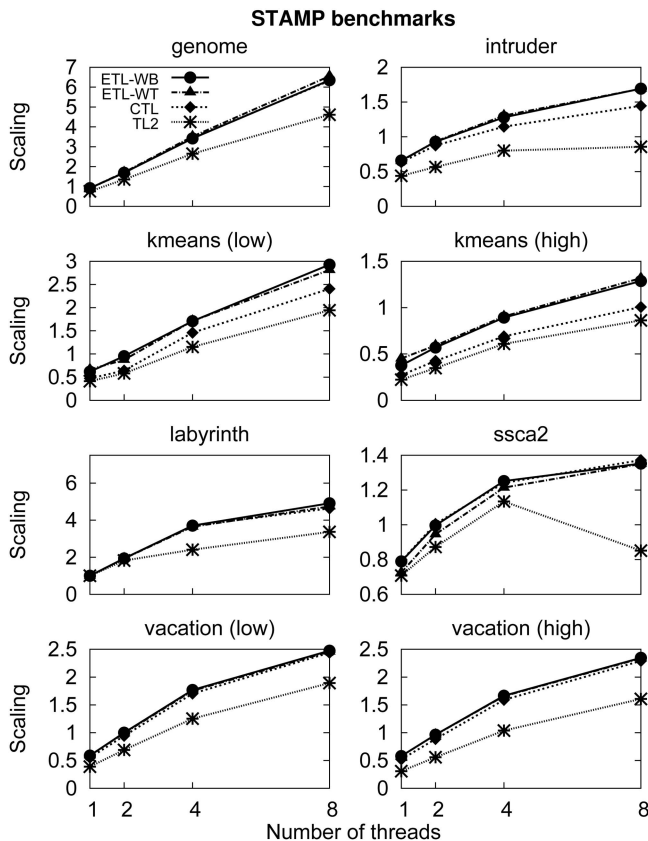 STAMP benchmarks
genome
intruder
Scaling
7
6
5
4
3
2
1
0
ETL-WB
ETL-WT
CTL
TL2
2
1.5
1
0.5
0
kmeans (low)
kmeans (high)
Scaling
3
2.5
2
1.5
1
0.5
0
1.5
1
0.5
0
labyrinth
ssca2
Scaling
6
4
2
0
1.4
1.2
1
0.8
0.6
vacation (low)
vacation (high)
Scaling
2.5
2
1.5
1
0.5
0
2.5
2
1.5
1
0.5
0
1 2 4 8
1 2 4 8
Number of threads